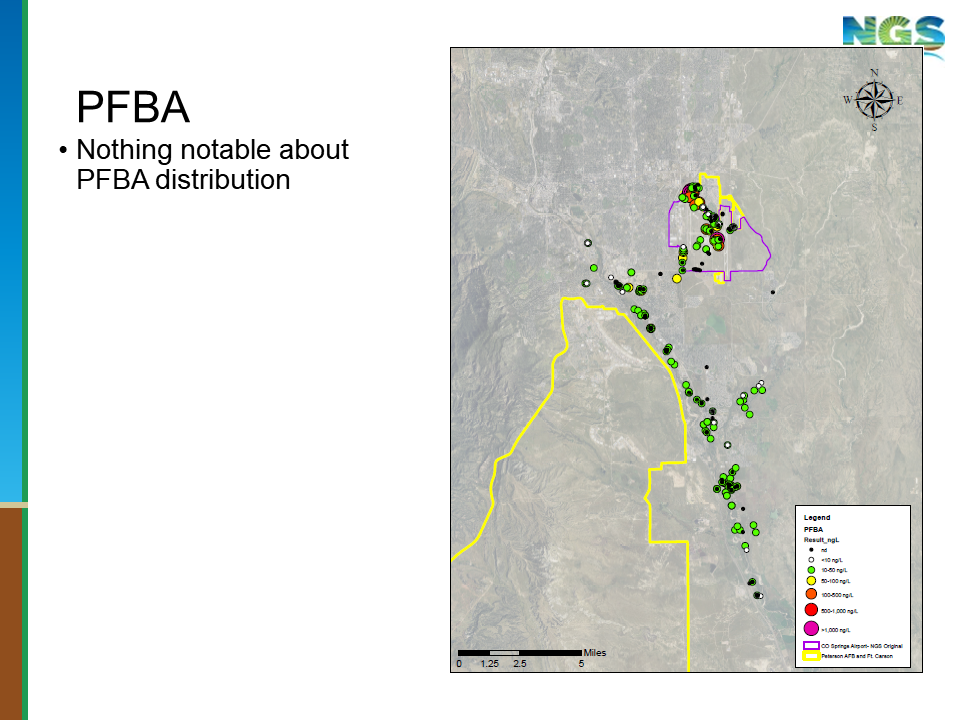 NGS
PFBA
• Nothing notable about
PFBA distribution
N
W
E
S
Legend
PFBA
Result_ngL
nd
<10 ng/L
10-50 ng/L
50-100 ng/L
100-500 ng/L
500-1,000 ng/L
>1,000 ng/L
CO Springs Airport- NGS Original
Peterson AFB and Ft. Carson
Miles
0 1.25 2.5 5